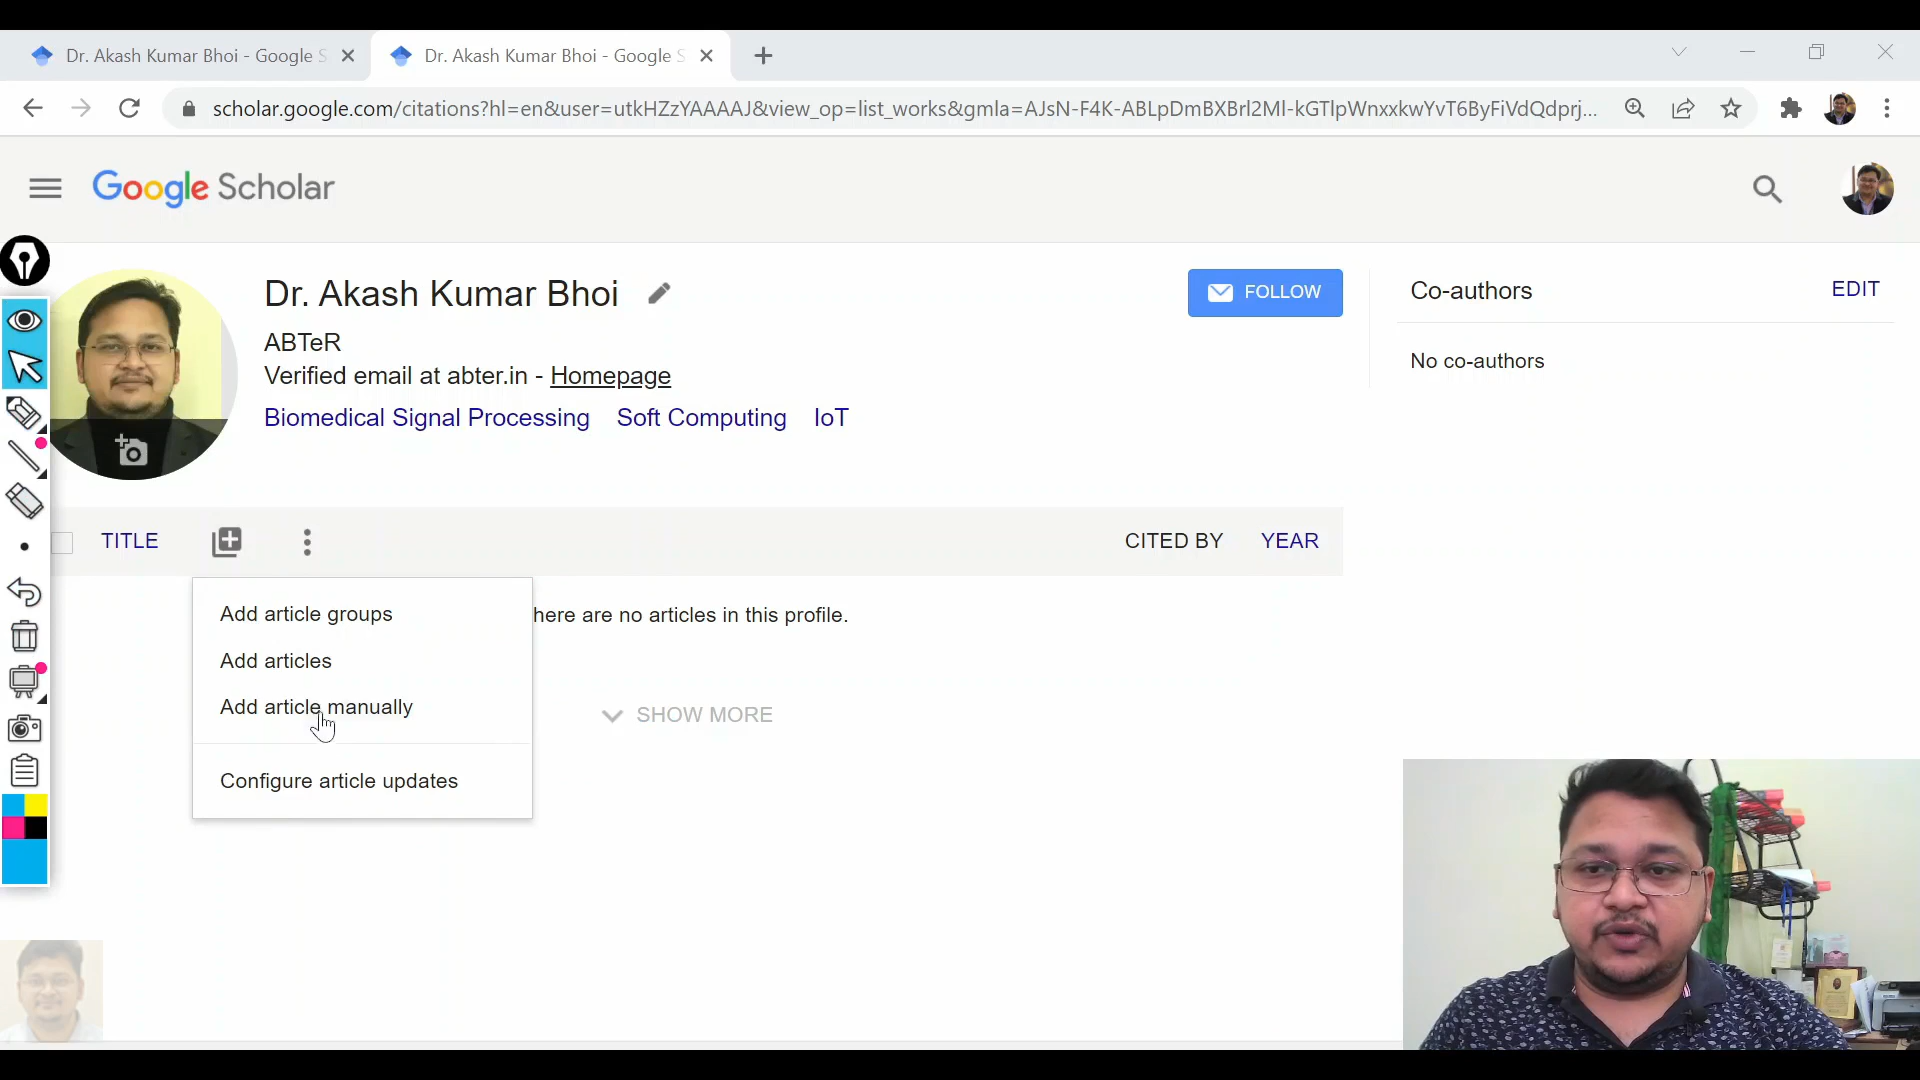 Dr. Akash Kumar Bhoi - Google S
Dr. Akash Kumar Bhoi - Google S
scholar.google.com/citations?hl=en&user=utkHZzYAAAAJ&view_op=list_works&gmla=AJsN-F4K-ABLpDmBXBrl2Ml-kGTlpWnxxkwYvT6ByFiVdQdprj...
Google Scholar
Dr. Akash Kumar Bhoi
FOLLOW
ABTeR
Verified email at abter.in - Homepage
Biomedical Signal Processing Soft Computing IoT
Co-authors EDIT
No co-authors
TITLE CITED BY YEAR
here are no articles in this profile.
Add article groups
Add articles
Add article manually
Configure article updates
SHOW MORE